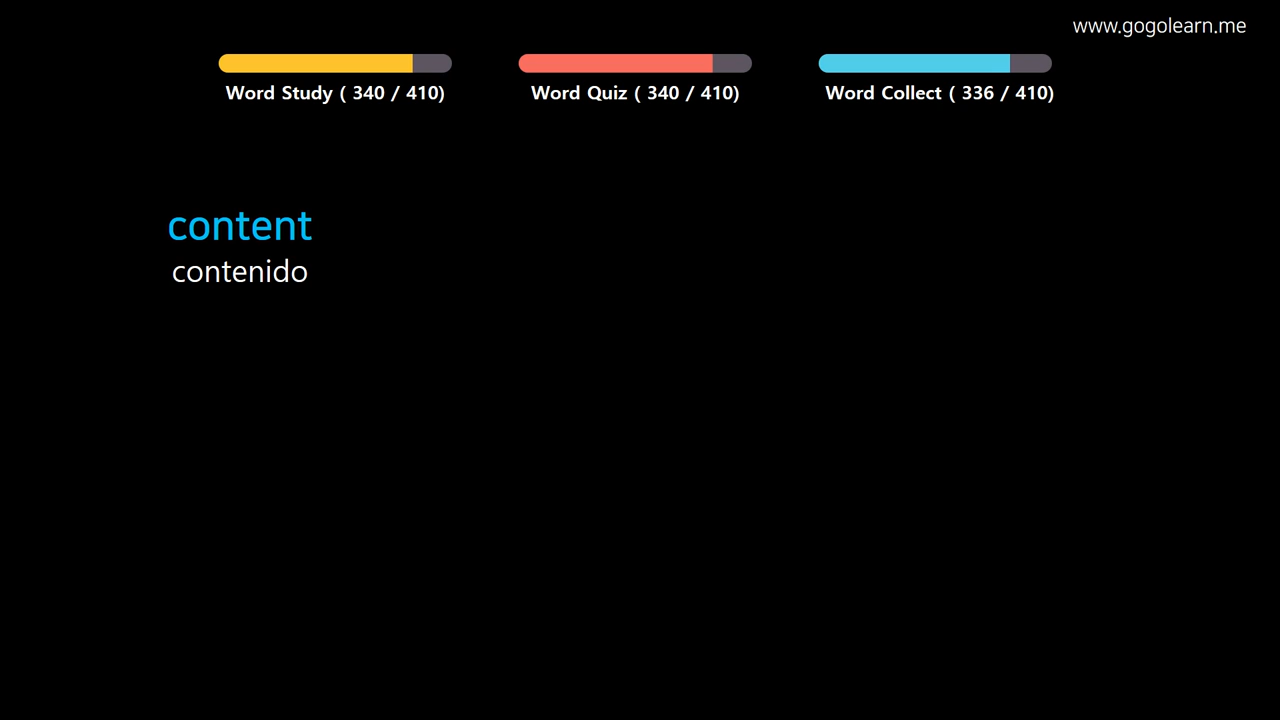 www.gogolearn.me
Word Study ( 340 / 410)
Word Quiz ( 340 / 410)
Word Collect ( 336 / 410)
content
contenido